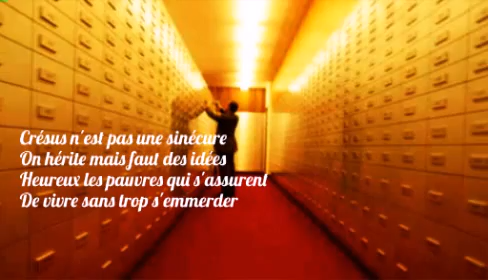 Crésus n'est pas une sinécure
On hérite mais faut des idées
Heureux les pauvres qui s'assurent
De vivre sans trop s'emmerder